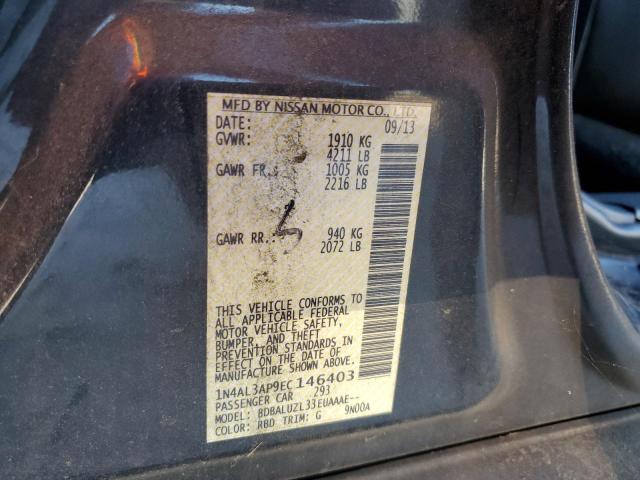 MFD BY NISSAN MOTOR CO., LTD.
DATE: 09/13
GVWR: 1910 KG
4211 LB
GAWR FR.: 1005 KG
2216 LB
GAWR RR.: 940 KG
2072 LB
THIS VEHICLE CONFORMS TO
ALL APPLICABLE FEDERAL
MOTOR VEHICLE SAFETY,
BUMPER, AND THEFT
PREVENTION STANDARDS IN
EFFECT ON THE DATE OF
MANUFACTURE SHOWN ABOVE.
1N4AL3AP9EC146403
PASSENGER CAR 293
MODEL: BDBALUZL33EUAAAE--
COLOR: RBD TRIM: G 9N00A